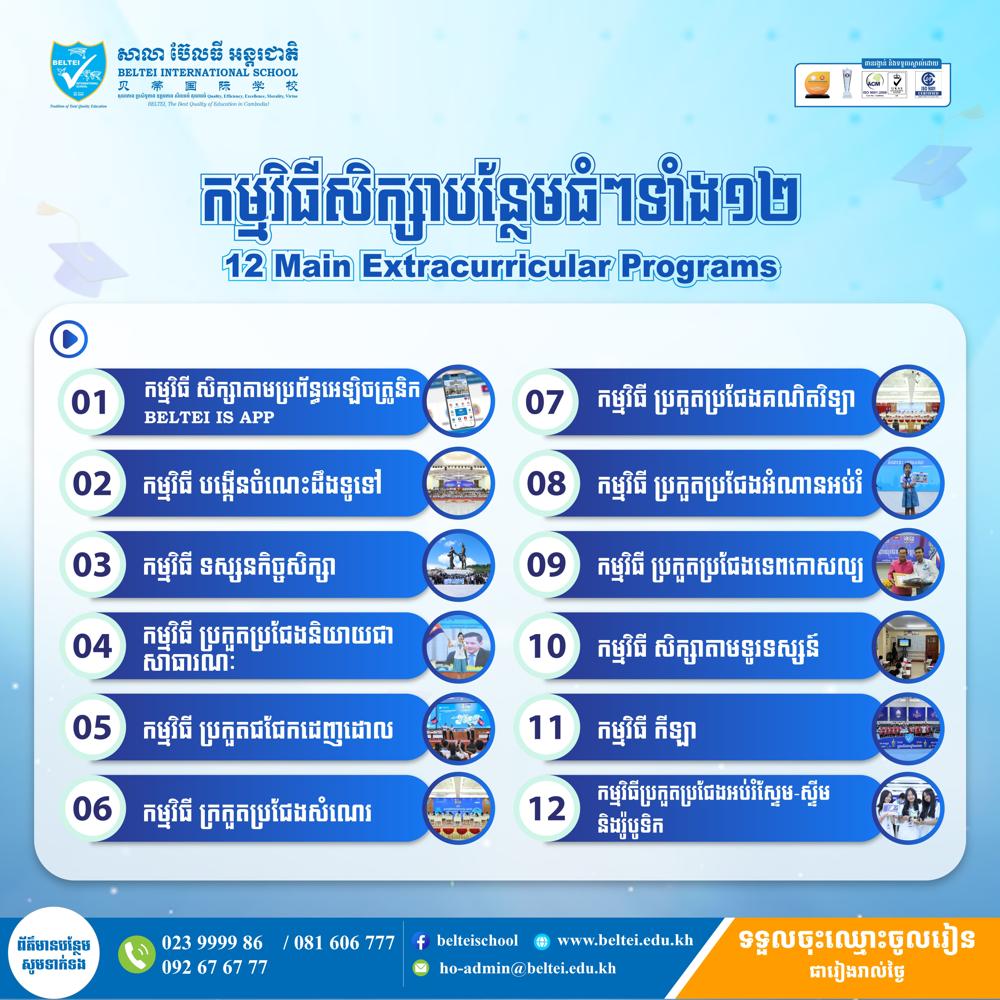 សាលា ប៊ែលធី អន្តរជាតិ
BELTEI INTERNATIONAL SCHOOL
贝蒂国际学校
Quality, Efficiency, Excellence, Morality, Virtue
BELTEI, The Best Quality of Education in Cambodia!
BELTEI
Tradition of Best Quality Education
ACM
កម្មវិធីសិក្សាបន្ថែមធំៗទាំង១២
12 Main Extracurricular Programs
01
កម្មវិធី សិក្សាតាមប្រព័ន្ធអេឡិចត្រូនិក
BELTEI IS APP
02
កម្មវិធី បង្កើនចំណេះដឹងទូទៅ
03
កម្មវិធី ទស្សនកិច្ចសិក្សា
04
កម្មវិធី ប្រកួតប្រជែងនិយាយជា
សាធារណៈ
05
កម្មវិធី ប្រកួតជជែកដេញដោល
06
កម្មវិធី ក្រកួតប្រជែងសំណេរ
07
កម្មវិធី ប្រកួតប្រជែងគណិតវិទ្យា
08
កម្មវិធី ប្រកួតប្រជែងអំណានអប់រំ
09
កម្មវិធី ប្រកួតប្រជែងទេពកោសល្យ
10
កម្មវិធី សិក្សាតាមទូរទស្សន៍
11
កម្មវិធី កីឡា
12
កម្មវិធីប្រកួតប្រជែងអប់រំស្ទែម-ស្ទីម
និងរ៉ូបូទិក
ព័ត៌មានបន្ថែម
សូមទាក់ទង
023 9999 86 / 081 606 777
092 67 67 77
belteischool
www.beltei.edu.kh
ho-admin@beltei.edu.kh
ទទួលចុះឈ្មោះចូលរៀន
ជារៀងរាល់ថ្ងៃ